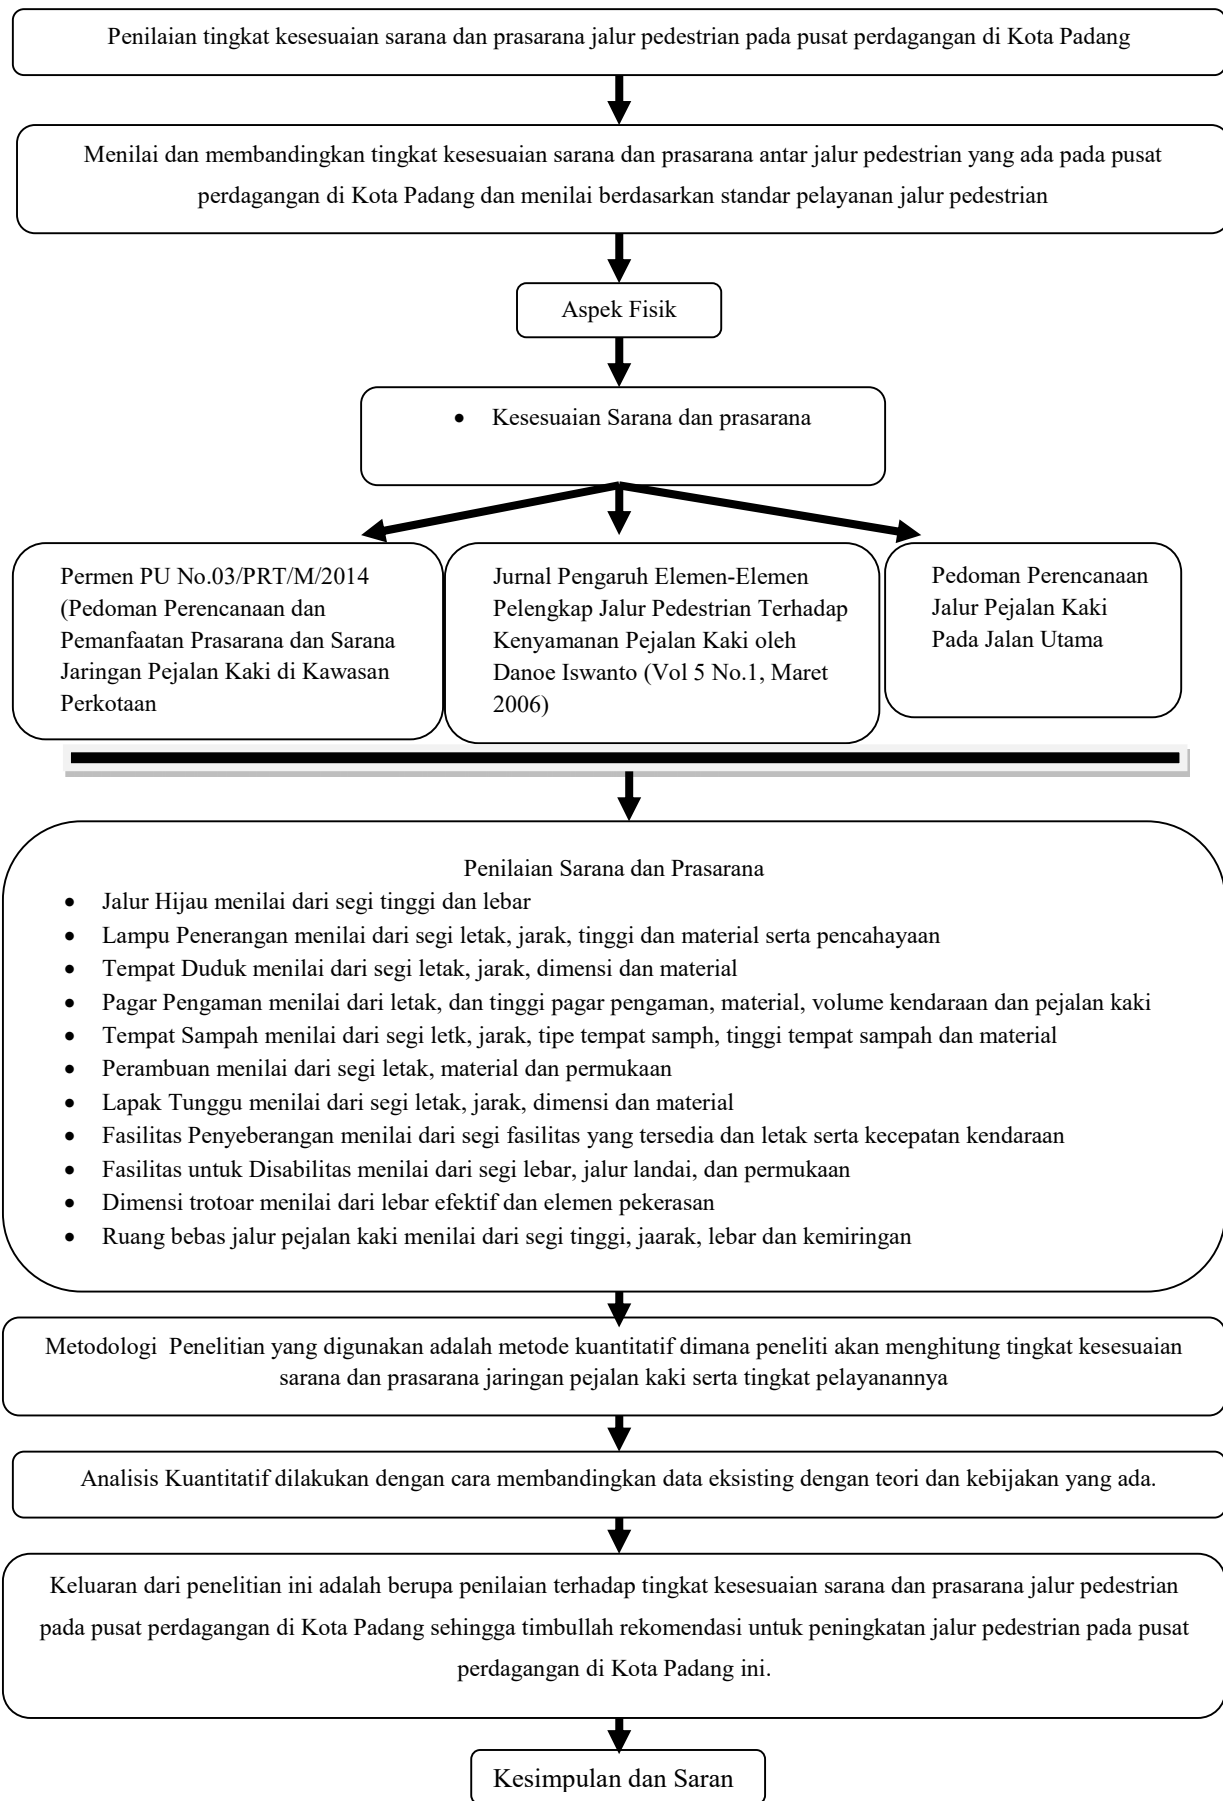 Penilaian tingkat kesesuaian sarana dan prasarana jalur pedestrian pada pusat perdagangan di Kota Padang
Menilai dan membandingkan tingkat kesesuaian sarana dan prasarana antar jalur pedestrian yang ada pada pusat
perdagangan di Kota Padang dan menilai berdasarkan standar pelayanan jalur pedestrian
Aspek Fisik
• Kesesuaian Sarana dan prasarana
Permen PU No.03/PRT/M/2014
(Pedoman Perencanaan dan
Pemanfaatan Prasarana dan Sarana
Jaringan Pejalan Kaki di Kawasan
Perkotaan
Jurnal Pengaruh Elemen-Elemen
Pelengkap Jalur Pedestrian Terhadap
Kenyamanan Pejalan Kaki oleh
Danoe Iswanto (Vol 5 No.1, Maret
2006)
Pedoman Perencanaan
Jalur Pejalan Kaki
Pada Jalan Utama
Penilaian Sarana dan Prasarana
• Jalur Hijau menilai dari segi tinggi dan lebar
• Lampu Penerangan menilai dari segi letak, jarak, tinggi dan material serta pencahayaan
• Tempat Duduk menilai dari segi letak, jarak, dimensi dan material
• Pagar Pengaman menilai dari letak, dan tinggi pagar pengaman, material, volume kendaraan dan pejalan kaki
• Tempat Sampah menilai dari segi letk, jarak, tipe tempat samph, tinggi tempat sampah dan material
• Perambuan menilai dari segi letak, material dan permukaan
• Lapak Tunggu menilai dari segi letak, jarak, dimensi dan material
• Fasilitas Penyeberangan menilai dari segi fasilitas yang tersedia dan letak serta kecepatan kendaraan
• Fasilitas untuk Disabilitas menilai dari segi lebar, jalur landai, dan permukaan
• Dimensi trotoar menilai dari lebar efektif dan elemen pekerasan
• Ruang bebas jalur pejalan kaki menilai dari segi tinggi, jaarak, lebar dan kemiringan
Metodologi Penelitian yang digunakan adalah metode kuantitatif dimana peneliti akan menghitung tingkat kesesuaian
sarana dan prasarana jaringan pejalan kaki serta tingkat pelayanannya
Analisis Kuantitatif dilakukan dengan cara membandingkan data eksisting dengan teori dan kebijakan yang ada.
Keluaran dari penelitian ini adalah berupa penilaian terhadap tingkat kesesuaian sarana dan prasarana jalur pedestrian
pada pusat perdagangan di Kota Padang sehingga timbullah rekomendasi untuk peningkatan jalur pedestrian pada pusat
perdagangan di Kota Padang ini.
Kesimpulan dan Saran